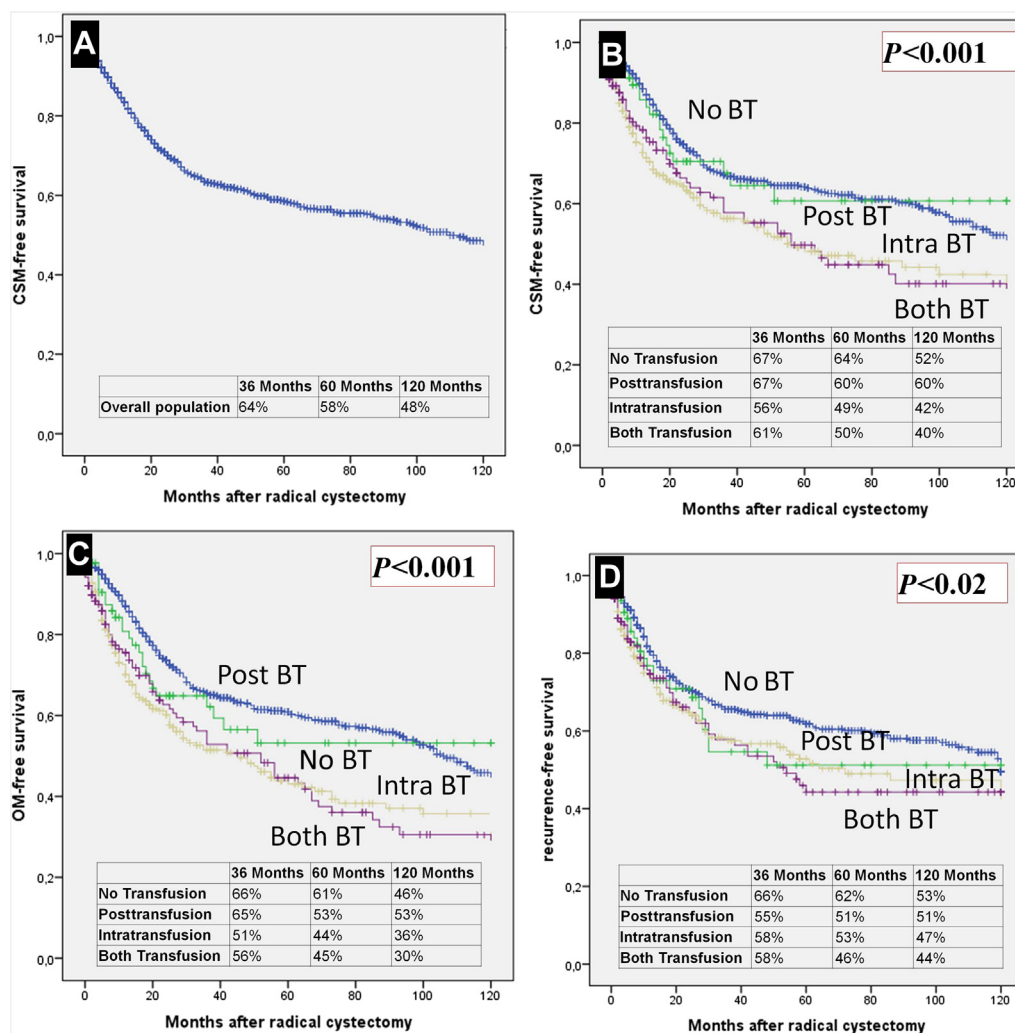 A
CSM-free survival
1,0
0,8
0,6
0,4
0,2
0,0
36 Months 60 Months 120 Months
Overall population 64% 58% 48%
0 20 40 60 80 100 120
Months after radical cystectomy
B
P<0.001
CSM-free survival
1,0
0,8
0,6
0,4
0,2
0,0
No BT
Post BT
Intra BT
Both BT
36 Months 60 Months 120 Months
No Transfusion 67% 64% 52%
Posttransfusion 67% 60% 60%
Intratransfusion 56% 49% 42%
Both Transfusion 61% 50% 40%
0 20 40 60 80 100 120
Months after radical cystectomy
C
P<0.001
OM-free survival
1,0
0,8
0,6
0,4
0,2
0,0
Post BT
No BT
Intra BT
Both BT
36 Months 60 Months 120 Months
No Transfusion 66% 61% 46%
Posttransfusion 65% 53% 53%
Intratransfusion 51% 44% 36%
Both Transfusion 56% 45% 30%
0 20 40 60 80 100 120
Months after radical cystectomy
D
P<0.02
recurrence-free survival
1,0
0,8
0,6
0,4
0,2
0,0
No BT
Post BT
Intra BT
Both BT
36 Months 60 Months 120 Months
No Transfusion 66% 62% 53%
Posttransfusion 55% 51% 51%
Intratransfusion 58% 53% 47%
Both Transfusion 58% 46% 44%
0 20 40 60 80 100 120
Months after radical cystectomy